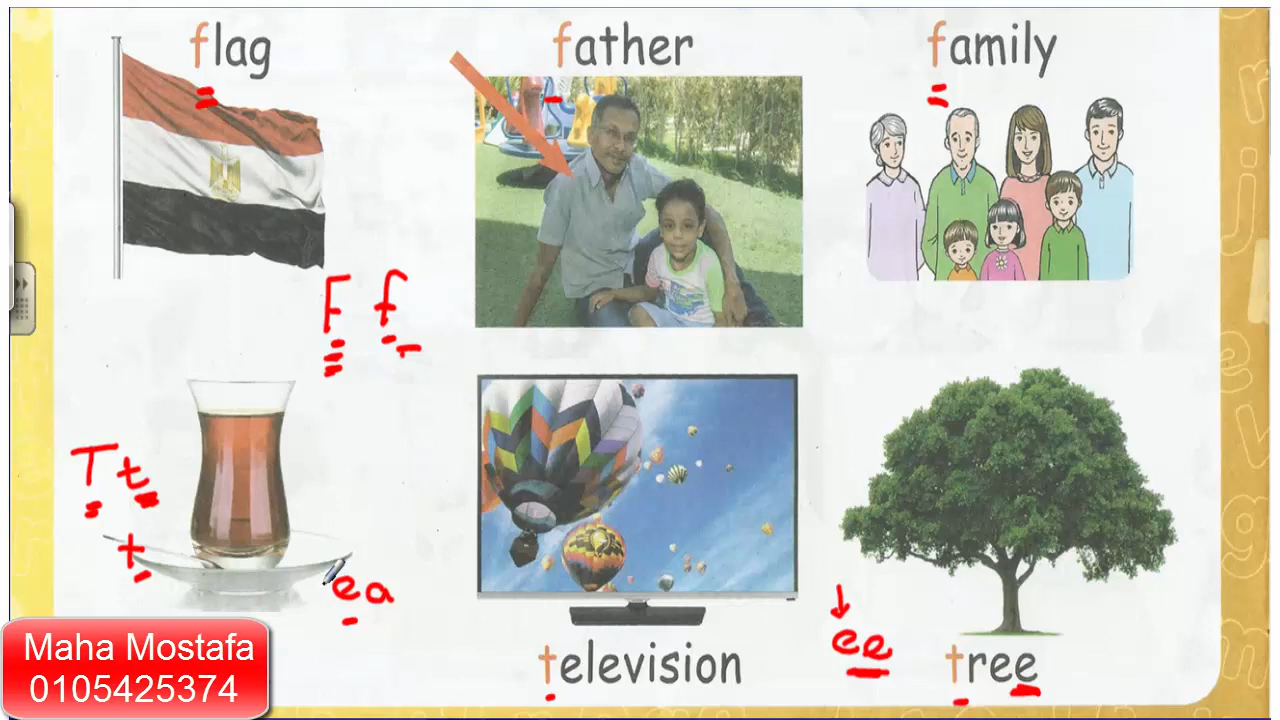 flag
father
family
F f
T t
t
ea
television
ee
tree
Maha Mostafa
0105425374